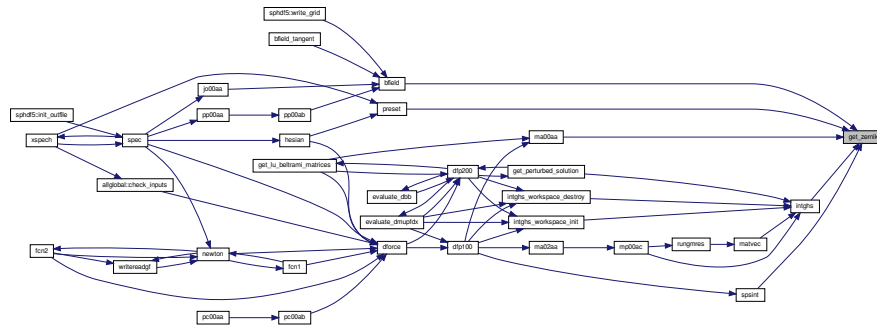 sphdf5::write_grid
bfield_tangent
jo00aa
bfield
sphdf5::init_outfile
pp00aa
pp00ab
preset
xspech
spec
hesian
ma00aa
get_zernik
get_lu_beltrami_matrices
dfp200
get_perturbed_solution
allglobal::check_inputs
evaluate_dbb
intghs_workspace_destroy
intghs
evaluate_dmupfdx
intghs_workspace_init
fcn2
newton
dforce
dfp100
ma02aa
mp00ac
rungmres
matvec
writereadgf
fcn1
spsint
pc00aa
pc00ab